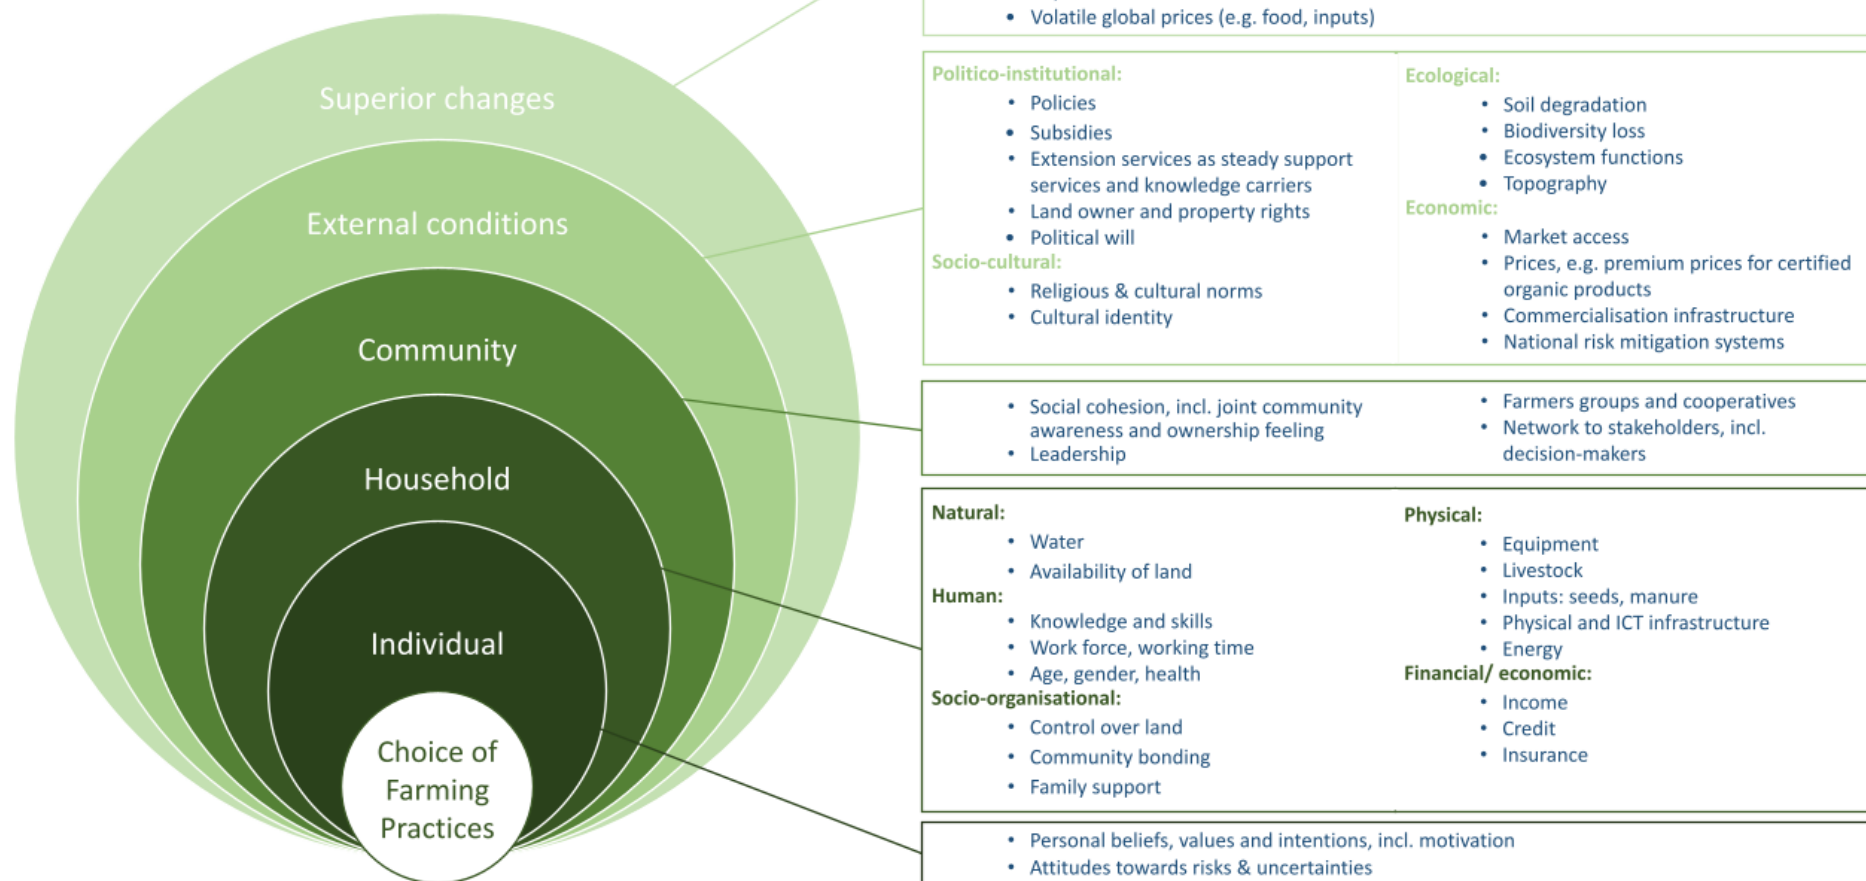 Superior changes
External conditions
Community
Household
Individual
Choice of
Farming
Practices
• Volatile global prices (e.g. food, inputs)
Politico-institutional:
• Policies
• Subsidies
• Extension services as steady support
services and knowledge carriers
• Land owner and property rights
• Political will
Socio-cultural:
• Religious & cultural norms
• Cultural identity
Ecological:
• Soil degradation
• Biodiversity loss
• Ecosystem functions
• Topography
Economic:
• Market access
• Prices, e.g. premium prices for certified
organic products
• Commercialisation infrastructure
• National risk mitigation systems
• Social cohesion, incl. joint community
awareness and ownership feeling
• Leadership
• Farmers groups and cooperatives
• Network to stakeholders, incl.
decision-makers
Natural:
• Water
• Availability of land
Human:
• Knowledge and skills
• Work force, working time
• Age, gender, health
Socio-organisational:
• Control over land
• Community bonding
• Family support
Physical:
• Equipment
• Livestock
• Inputs: seeds, manure
• Physical and ICT infrastructure
• Energy
Financial/ economic:
• Income
• Credit
• Insurance
• Personal beliefs, values and intentions, incl. motivation
• Attitudes towards risks & uncertainties